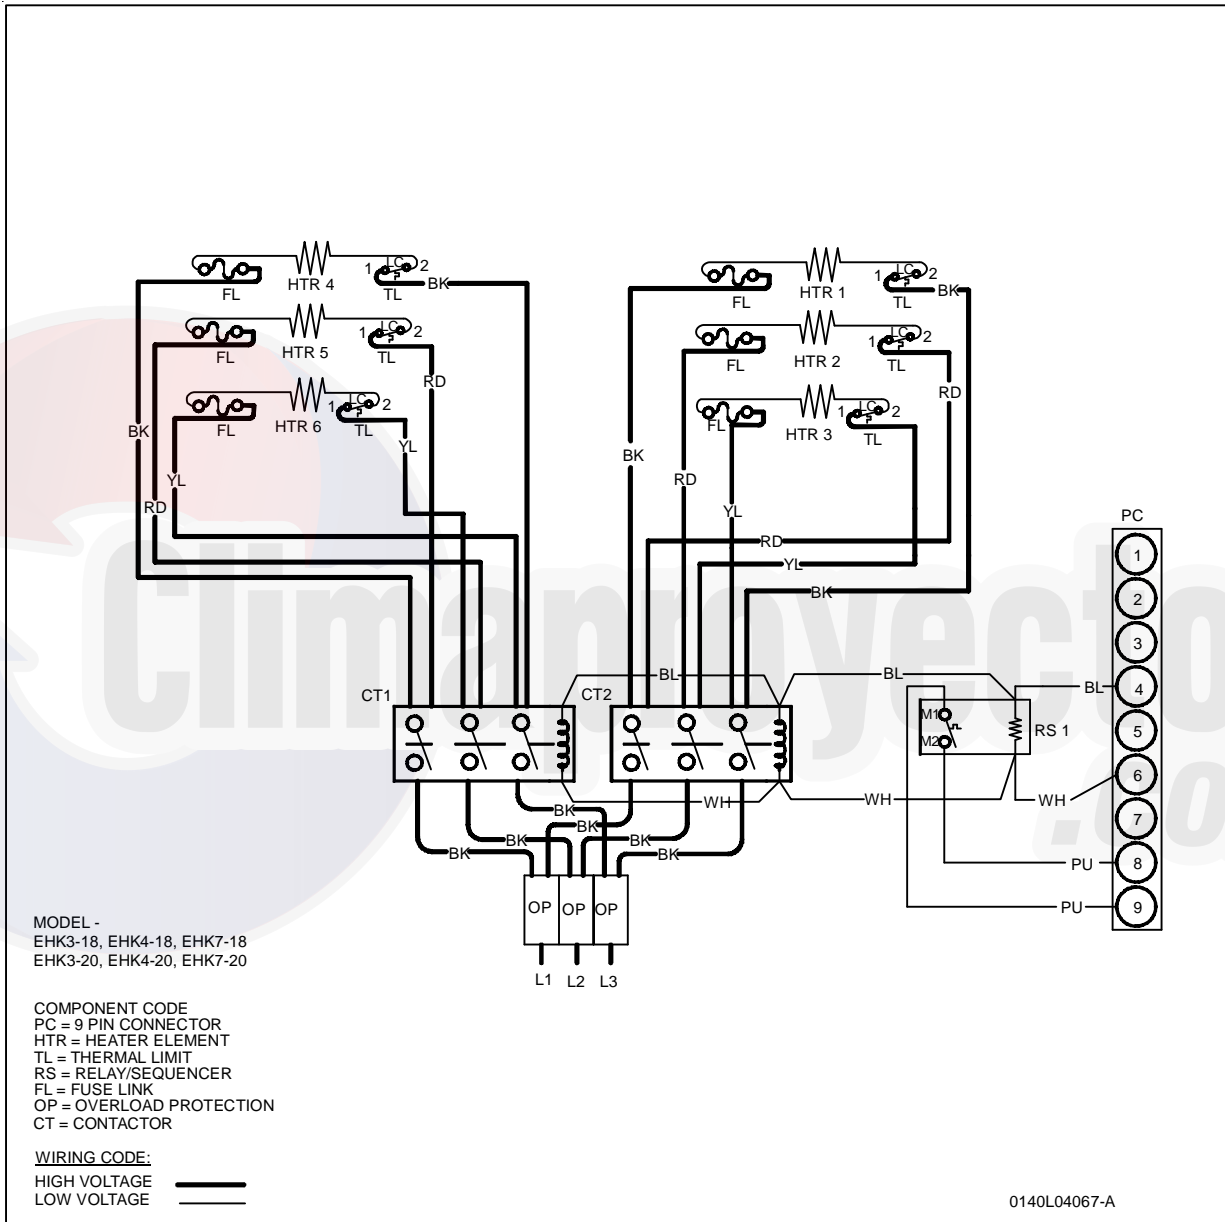 1 LC 2
HTR 4
FL
TL
BK
1 LC 2
HTR 1
FL
TL
BK
1 LC 2
HTR 5
FL
TL
RD
1 LC 2
HTR 2
FL
TL
RD
1 LC 2
HTR 6
FL
TL
YL
1 LC 2
HTR 3
FL
TL
BK
YL
RD
BK
RD
YL
RD
YL
BK
PC
1
2
3
4
5
6
7
8
9
Climaproyecto
.co
CT1
BL
CT2
BL
BL
M1
M2
RS 1
WH
WH
WH
BK
BK
BK
BK
BK
BK
PU
PU
OP OP OP
L1 L2 L3
MODEL -
EHK3-18, EHK4-18, EHK7-18
EHK3-20, EHK4-20, EHK7-20
COMPONENT CODE
PC = 9 PIN CONNECTOR
HTR = HEATER ELEMENT
TL = THERMAL LIMIT
RS = RELAY/SEQUENCER
FL = FUSE LINK
OP = OVERLOAD PROTECTION
CT = CONTACTOR
WIRING CODE:
HIGH VOLTAGE
LOW VOLTAGE
0140L04067-A